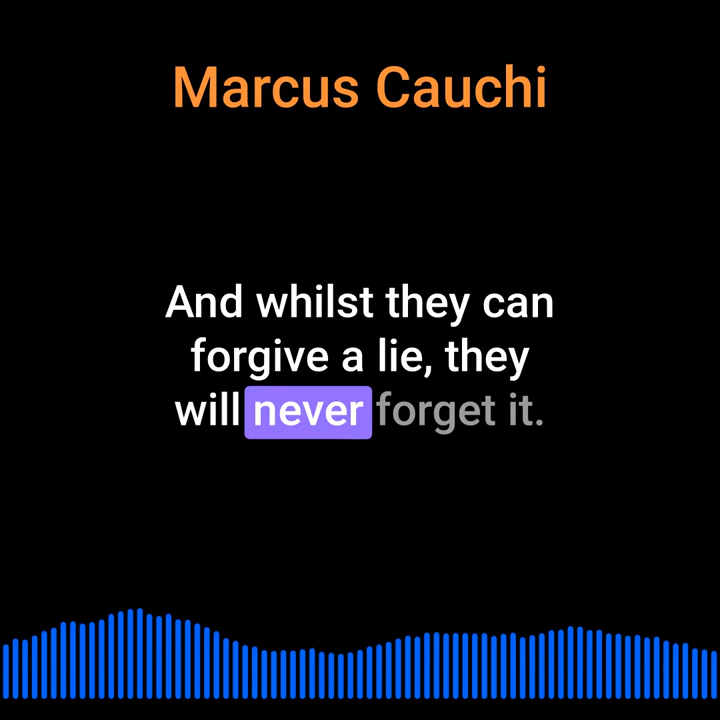 Marcus Cauchi
And whilst they can
forgive a lie, they
will never forget it.